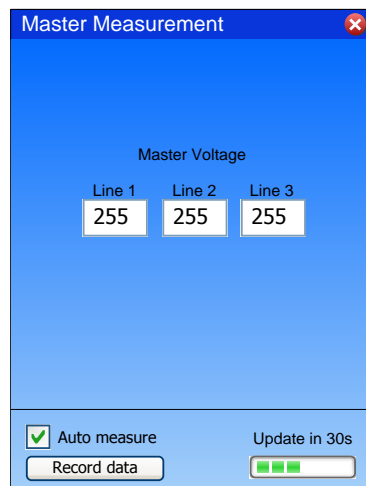 Master Measurement
Master Voltage
Line 1 Line 2 Line 3
255 255 255
Auto measure Update in 30s
Record data